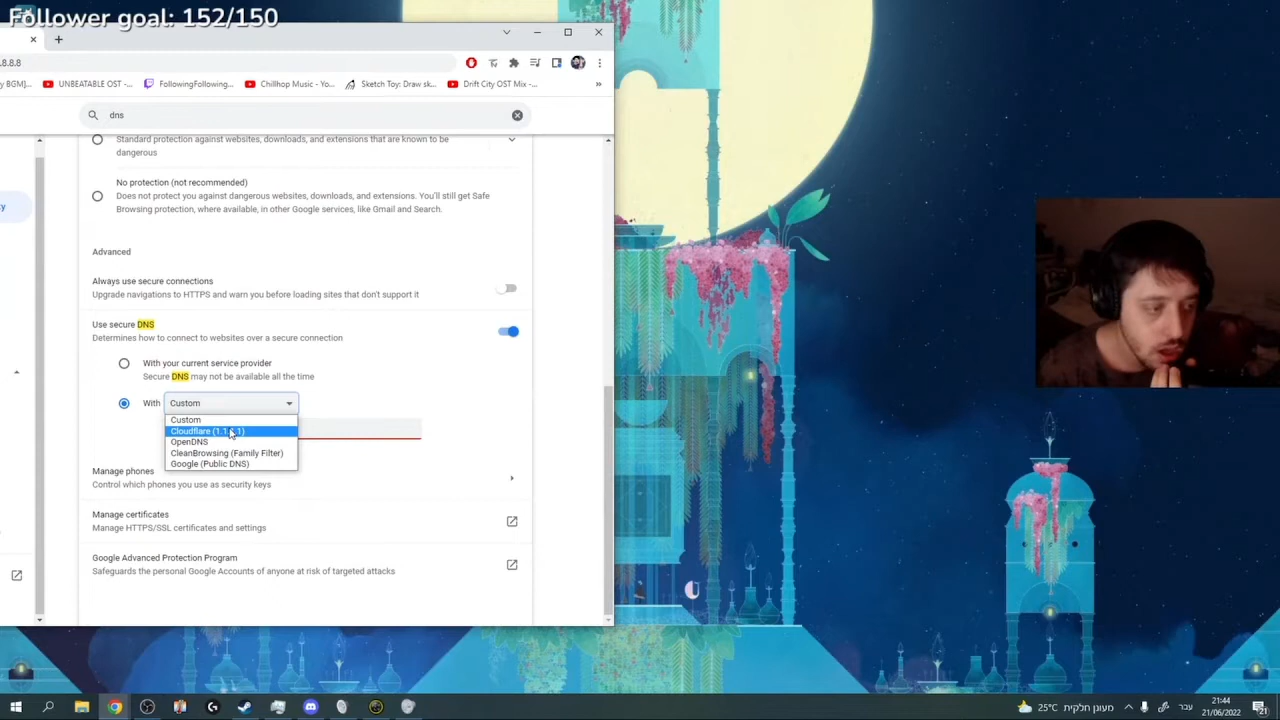 Follower goal: 152/150
8.8.8
y BGM]...
UNBEATABLE OST -...
FollowingFollowing...
Chillhop Music - Yo...
Sketch Toy: Draw sk...
Drift City OST Mix -...
»
dns
Standard protection against websites, downloads, and extensions that are known to be
dangerous
No protection (not recommended)
Does not protect you against dangerous websites, downloads, and extensions. You'll still get Safe
Browsing protection, where available, in other Google services, like Gmail and Search.
Advanced
Always use secure connections
Upgrade navigations to HTTPS and warn you before loading sites that don't support it
Use secure DNS
Determines how to connect to websites over a secure connection
With your current service provider
Secure DNS may not be available all the time
With
Custom
Custom
Cloudflare (1.1.1.1)
OpenDNS
CleanBrowsing (Family Filter)
Google (Public DNS)
Manage phones
Control which phones you use as security keys
Manage certificates
Manage HTTPS/SSL certificates and settings
Google Advanced Protection Program
Safeguards the personal Google Accounts of anyone at risk of targeted attacks
25°C מעונן חלקית
עבר
21:44
21/06/2022
21